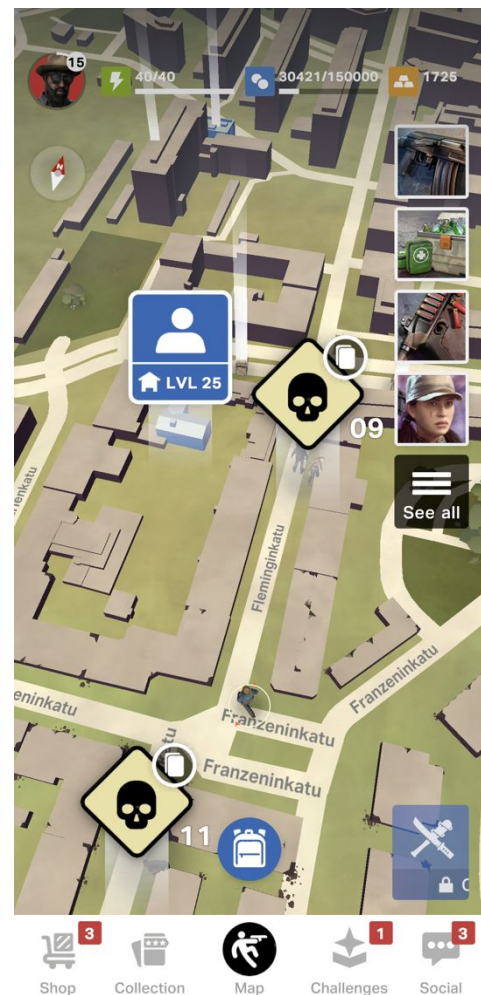 15
40/40
30421/150000
1725
N
LVL 25
09
See all
Fleminginkatu
Franzeninkatu
eninkatu
Franzeninkatu
Franzeninkatu
11
3
1
3
Shop
Collection
Map
Challenges
Social